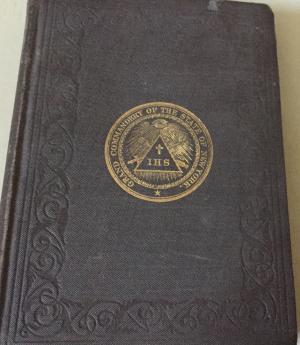 GRAND COMMANDERY OF THE STATE OF NEW YORK.
IHS